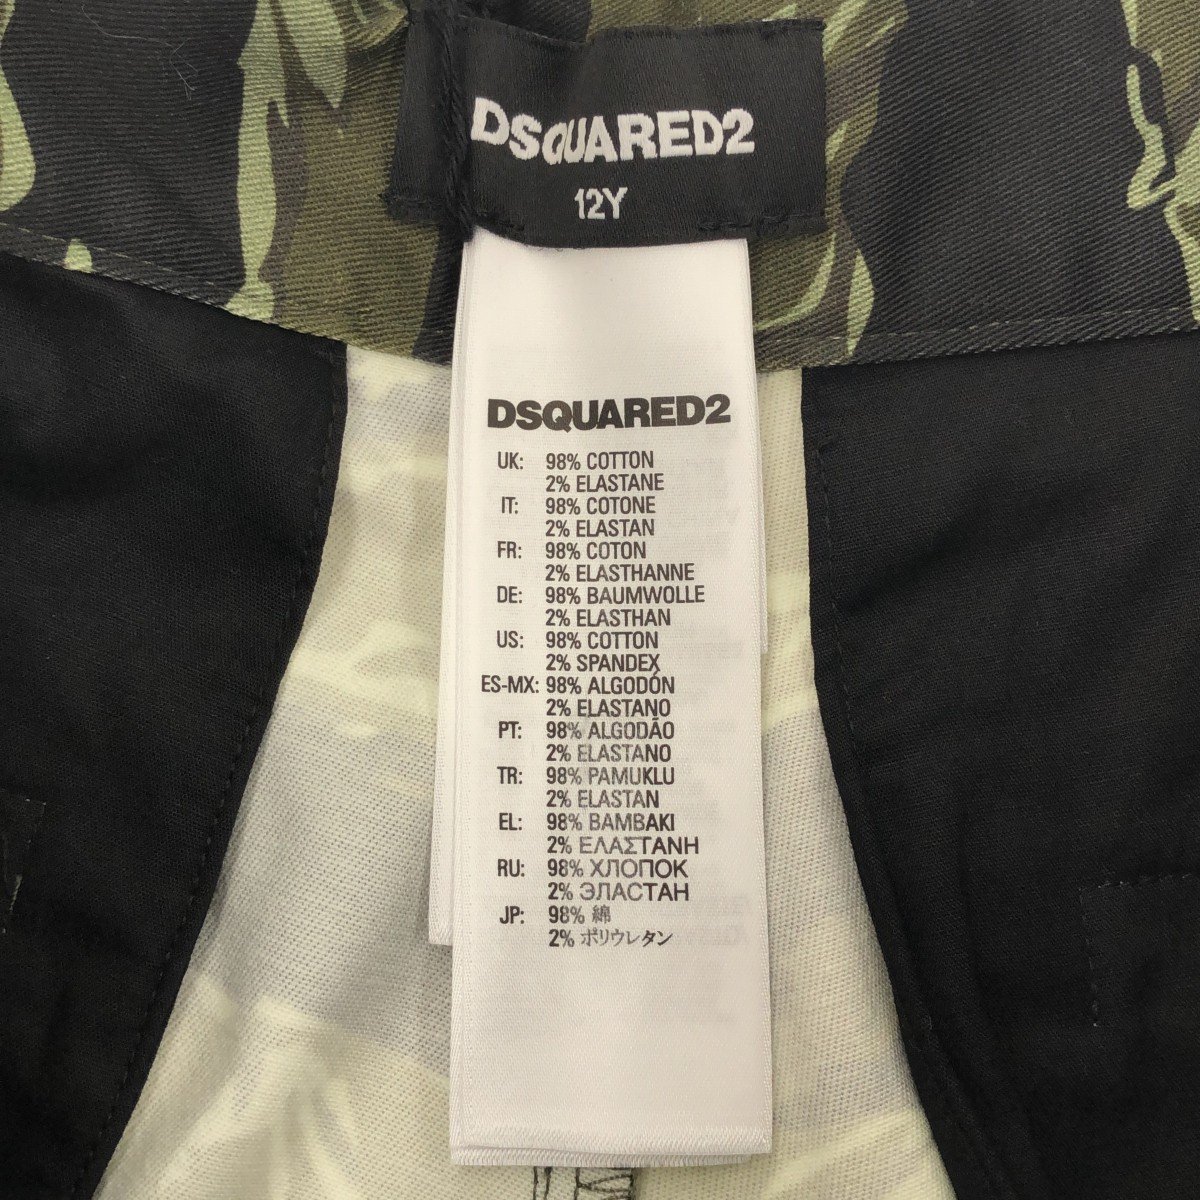 DSQUARED2
12Y
DSQUARED2
UK: 98% COTTON
2% ELASTANE
IT: 98% COTONE
2% ELASTAN
FR: 98% COTON
2% ELASTHANNE
DE: 98% BAUMWOLLE
2% ELASTHAN
US: 98% COTTON
2% SPANDEX
ES-MX: 98% ALGODÓN
2% ELASTANO
PT: 98% ALGODÃO
2% ELASTANO
TR: 98% PAMUKLU
2% ELASTAN
EL: 98% BAMBAKI
2% ΕΛΑΣΤΑΝΗ
RU: 98% ХЛОПОК
2% ЭЛАСТАН
JP: 98% 綿
2% ポリウレタン